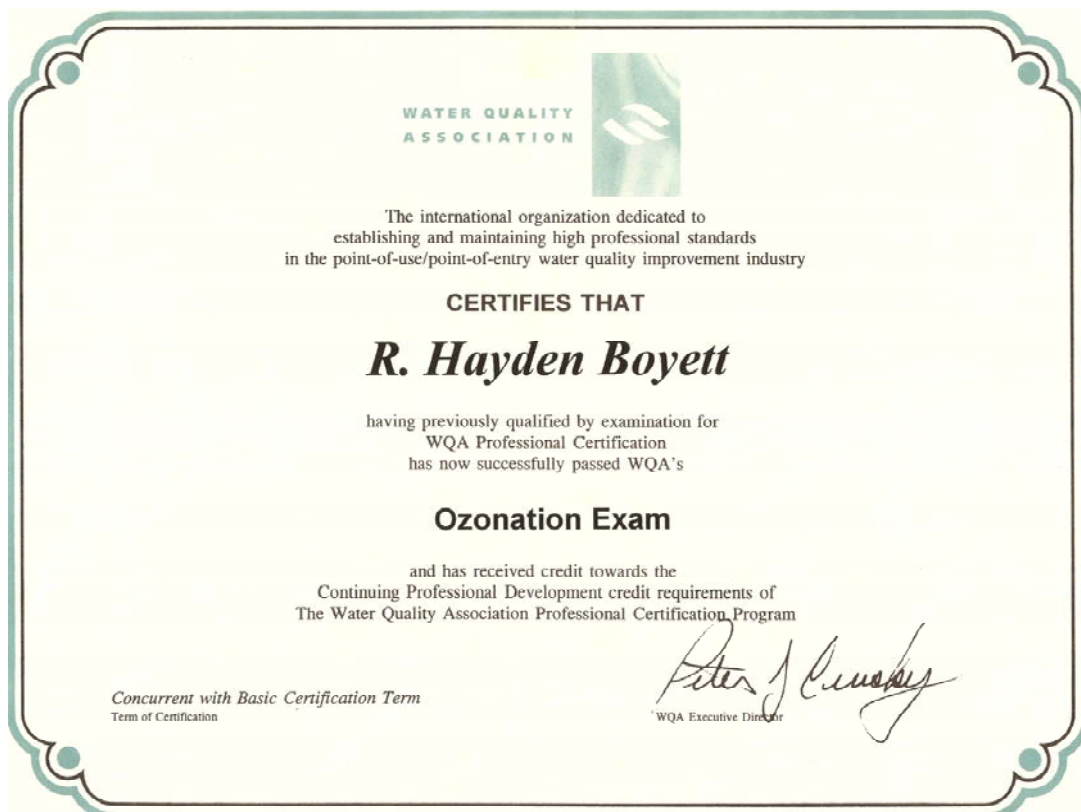 WATER QUALITY
ASSOCIATION
The international organization dedicated to
establishing and maintaining high professional standards
in the point-of-use/point-of-entry water quality improvement industry
CERTIFIES THAT
R. Hayden Boyett
having previously qualified by examination for
WQA Professional Certification
has now successfully passed WQA's
Ozonation Exam
and has received credit towards the
Continuing Professional Development credit requirements of
The Water Quality Association Professional Certification Program
Peter J
Concurrent with Basic Certification Term
Term of Certification
WQA Executive Director